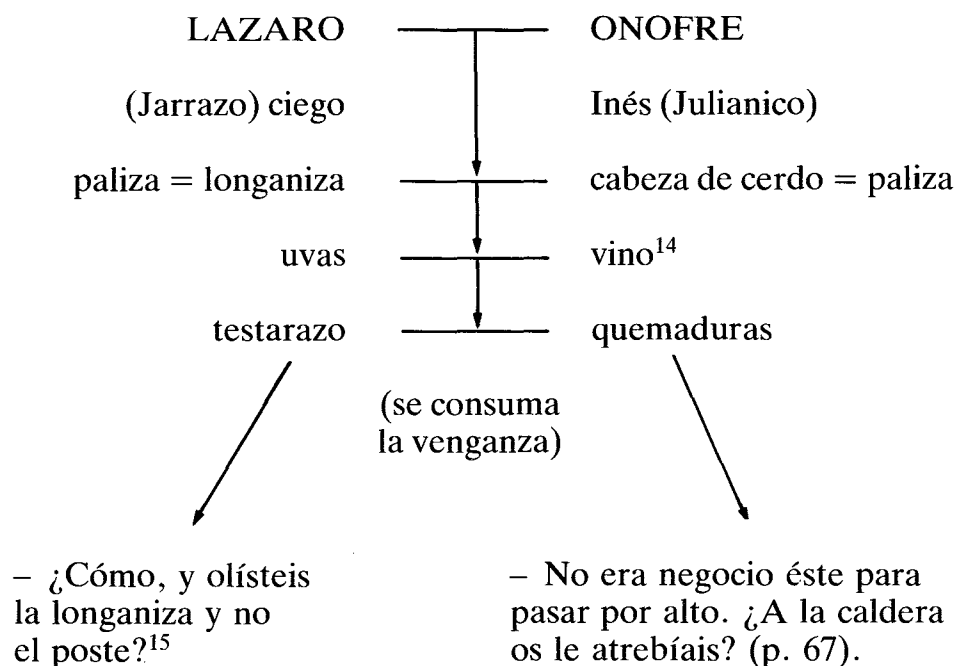 LAZARO ONOFRE
(Jarrazo) ciego Inés (Julianico)
paliza = longaniza cabeza de cerdo = paliza
uvas vino14
testarazo quemaduras
(se consuma
la venganza)
– ¿Cómo, y olísteis
la longaniza y no
el poste?15
– No era negocio éste para
pasar por alto. ¿A la caldera
os le atrebíais? (p. 67).